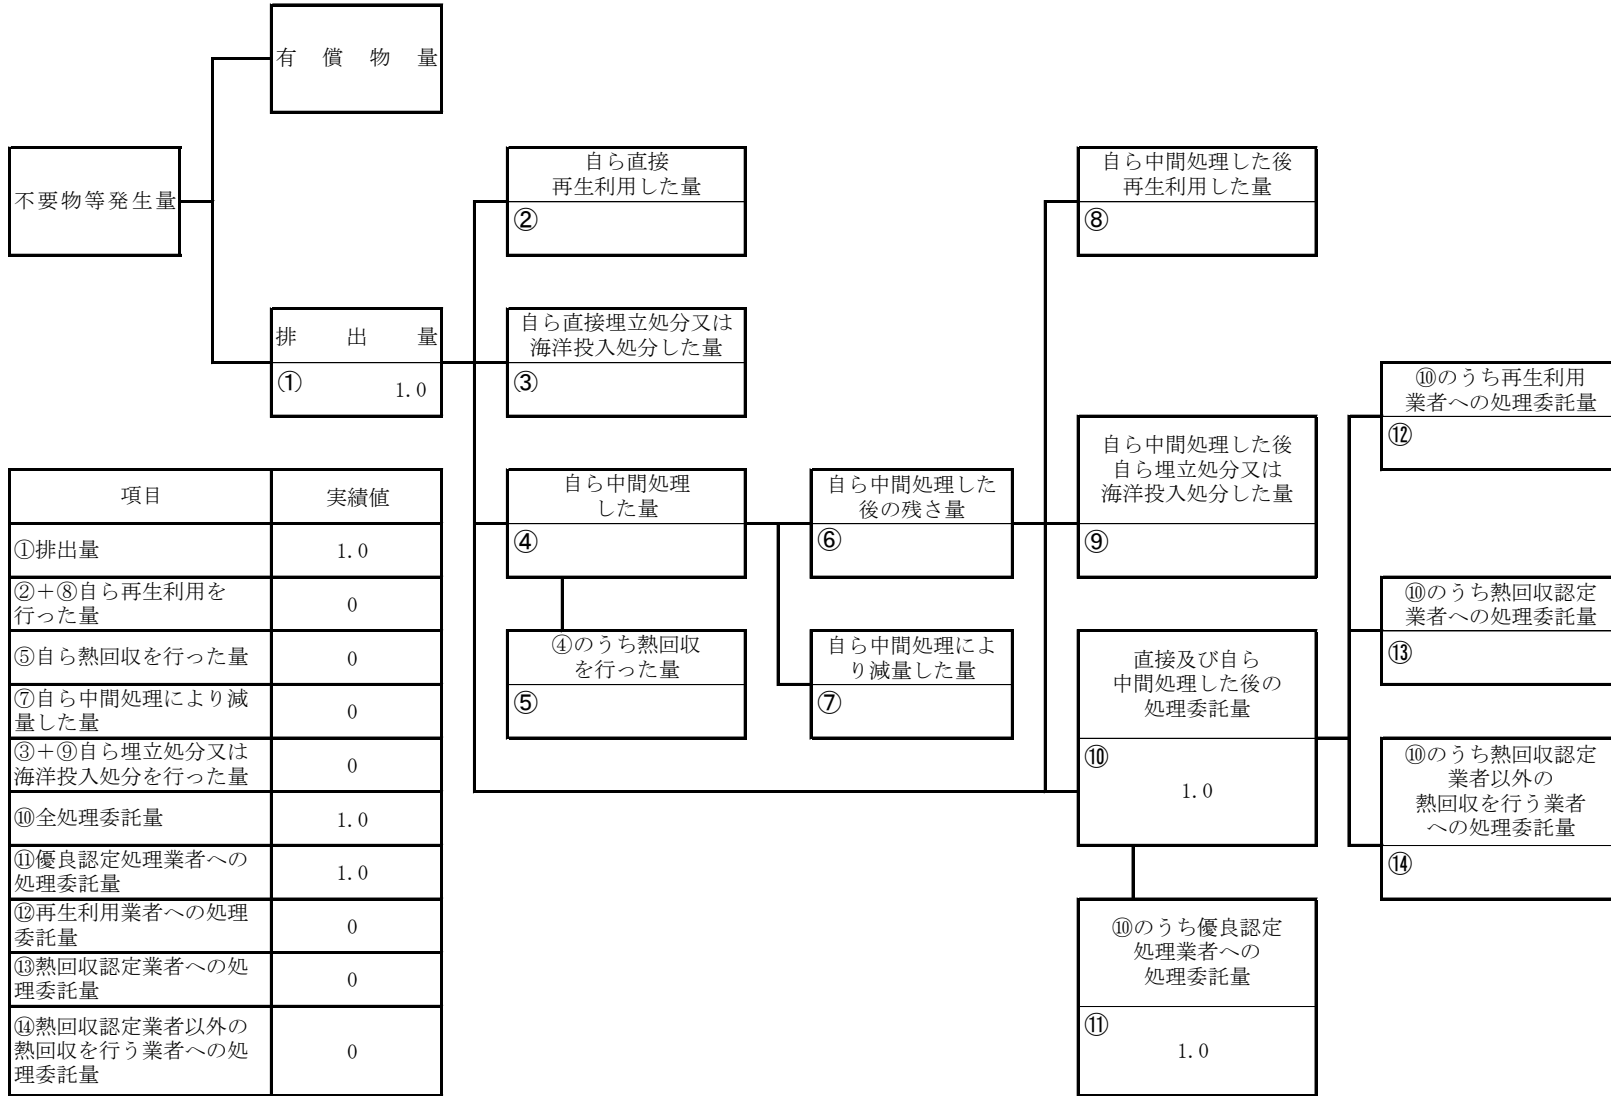 有償物量
不要物等発生量
排出量
①
1.0
自ら直接
再生利用した量
②
自ら直接埋立処分又は
海洋投入処分した量
③
自ら中間処理
した量
④
④のうち熱回収
を行った量
⑤
自ら中間処理した
後の残さ量
⑥
自ら中間処理によ
り減量した量
⑦
自ら中間処理した後
再生利用した量
⑧
自ら中間処理した後
自ら埋立処分又は
海洋投入処分した量
⑨
直接及び自ら
中間処理した後の
処理委託量
⑩
1.0
⑩のうち優良認定
処理業者への
処理委託量
⑪
1.0
⑩のうち再生利用
業者への処理委託量
⑫
⑩のうち熱回収認定
業者への処理委託量
⑬
⑩のうち熱回収認定
業者以外の
熱回収を行う業者
への処理委託量
⑭
項目 実績値
①排出量 1.0
②+⑧自ら再生利用を
行った量 0
⑤自ら熱回収を行った量 0
⑦自ら中間処理により減
量した量 0
③+⑨自ら埋立処分又は
海洋投入処分を行った量 0
⑩全処理委託量 1.0
⑪優良認定処理業者への
処理委託量 1.0
⑫再生利用業者への処理
委託量 0
⑬熱回収認定業者への処
理委託量 0
⑭熱回収認定業者以外の
熱回収を行う業者への処
理委託量 0